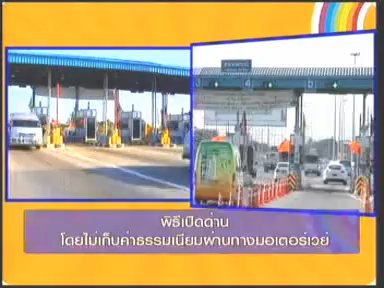 4
พิธีเปิดด่าน
โดยไม่เก็บค่าธรรมเนียมผ่านทางมอเตอร์เวย์